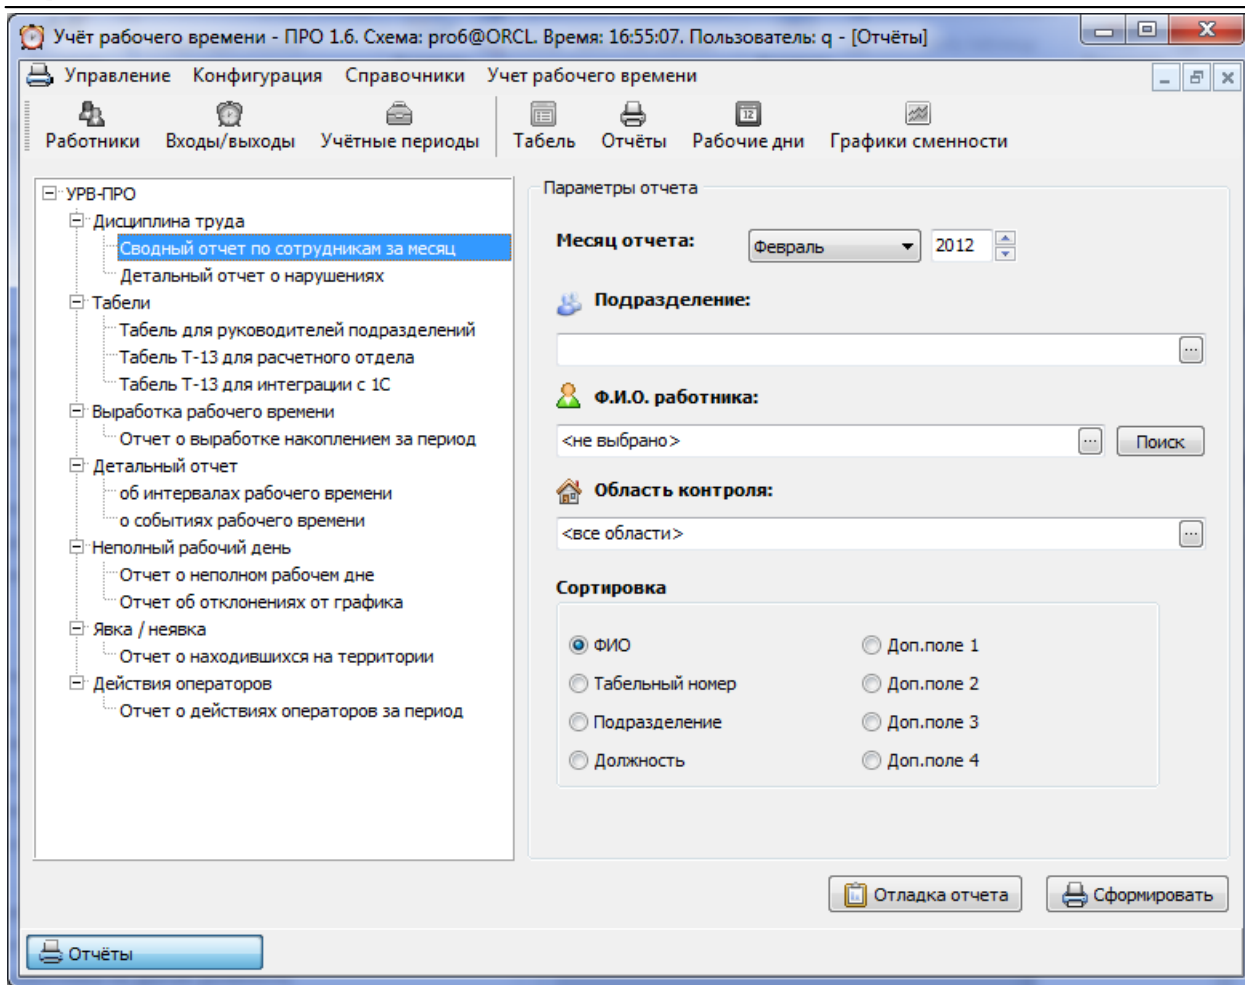 Учёт рабочего времени - ПРО 1.6. Схема: pro6@ORCL. Время: 16:55:07. Пользователь: q - [Отчёты]
Управление Конфигурация Справочники Учет рабочего времени
Работники Входы/выходы Учётные периоды Табель Отчёты Рабочие дни Графики сменности
12
УРВ-ПРО
Дисциплина труда
Сводный отчет по сотрудникам за месяц
Детальный отчет о нарушениях
Табели
Табель для руководителей подразделений
Табель Т-13 для расчетного отдела
Табель Т-13 для интеграции с 1С
Выработка рабочего времени
Отчет о выработке накоплением за период
Детальный отчет
об интервалах рабочего времени
о событиях рабочего времени
Неполный рабочий день
Отчет о неполном рабочем дне
Отчет об отклонениях от графика
Явка / неявка
Отчет о находившихся на территории
Действия операторов
Отчет о действиях операторов за период
Параметры отчета
Месяц отчета: Февраль 2012
Подразделение:
...
Ф.И.О. работника:
<не выбрано> ... Поиск
Область контроля:
<все области> ...
Сортировка
ФИО Доп.поле 1
Табельный номер Доп.поле 2
Подразделение Доп.поле 3
Должность Доп.поле 4
Отладка отчета Сформировать
Отчёты